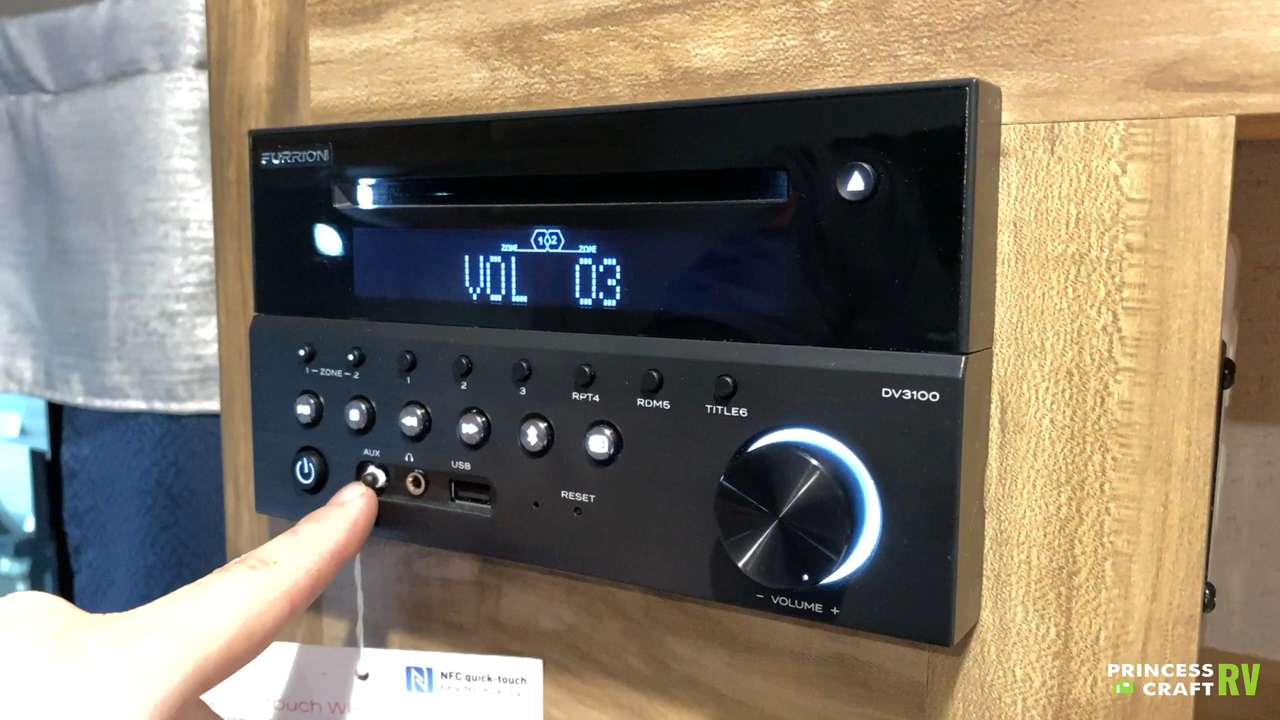 FURRION
1 2
ZONE ZONE
VOL 03
1 – ZONE – 2
1
2
3
RPT4
RDM5
TITLE6
DV3100
AUX
USB
RESET
– VOLUME +
NFC quick-touch
PRINCESS
CRAFT RV